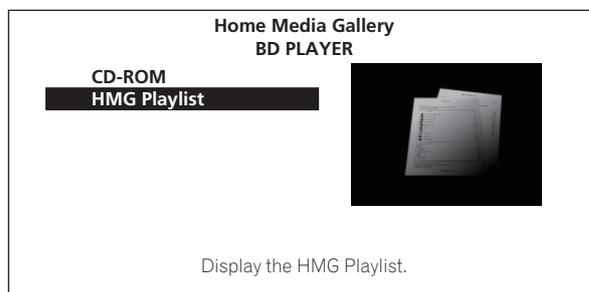 Home Media Gallery
BD PLAYER
CD-ROM
HMG Playlist
Display the HMG Playlist.